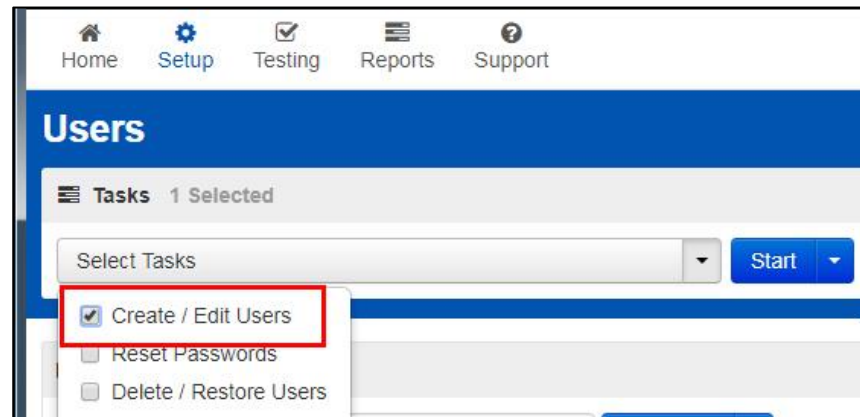 Home Setup Testing Reports Support
Users
Tasks 1 Selected
Select Tasks Start
Create / Edit Users
Reset Passwords
Delete / Restore Users